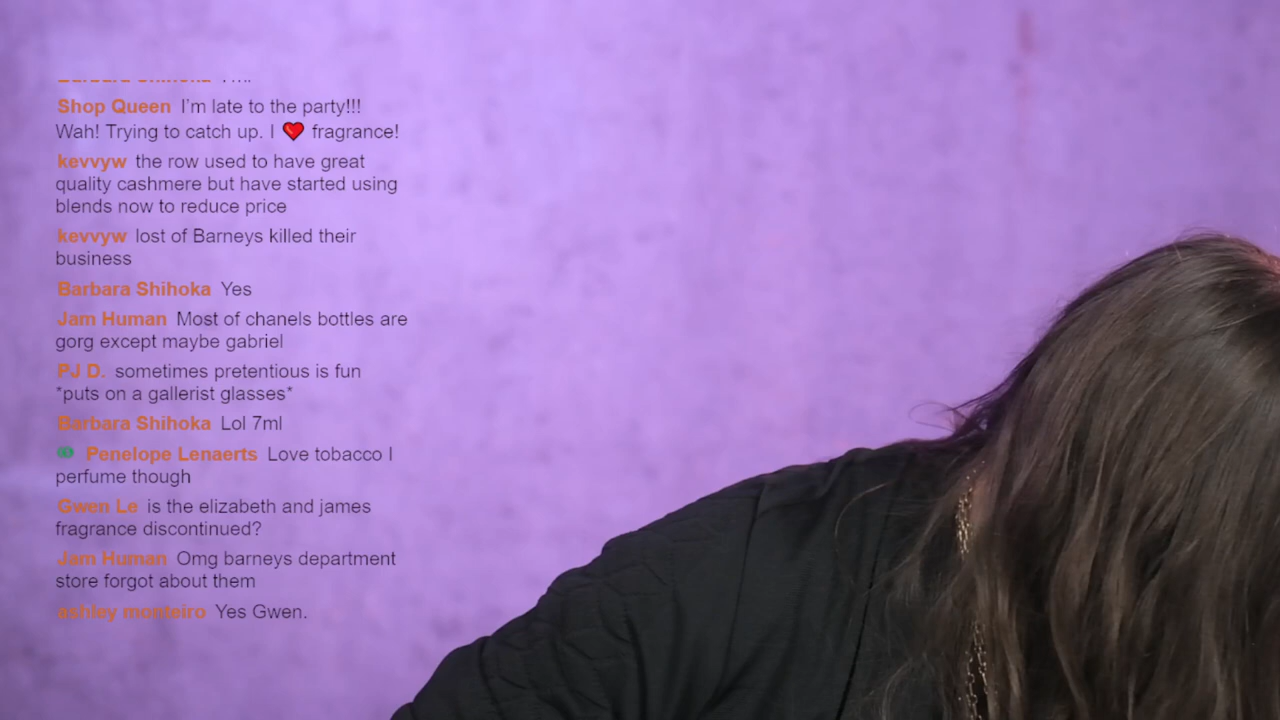 Shop Queen I'm late to the party!!!
Wah! Trying to catch up. I ❤️ fragrance!
kevvyw the row used to have great
quality cashmere but have started using
blends now to reduce price
kevvyw lost of Barneys killed their
business
Barbara Shihoka Yes
Jam Human Most of chanels bottles are
gorg except maybe gabriel
PJ D. sometimes pretentious is fun
*puts on a gallerist glasses*
Barbara Shihoka Lol 7ml
Penelope Lenaerts Love tobacco I
perfume though
Gwen Le is the elizabeth and james
fragrance discontinued?
Jam Human Omg barneys department
store forgot about them
ashley monteiro Yes Gwen.